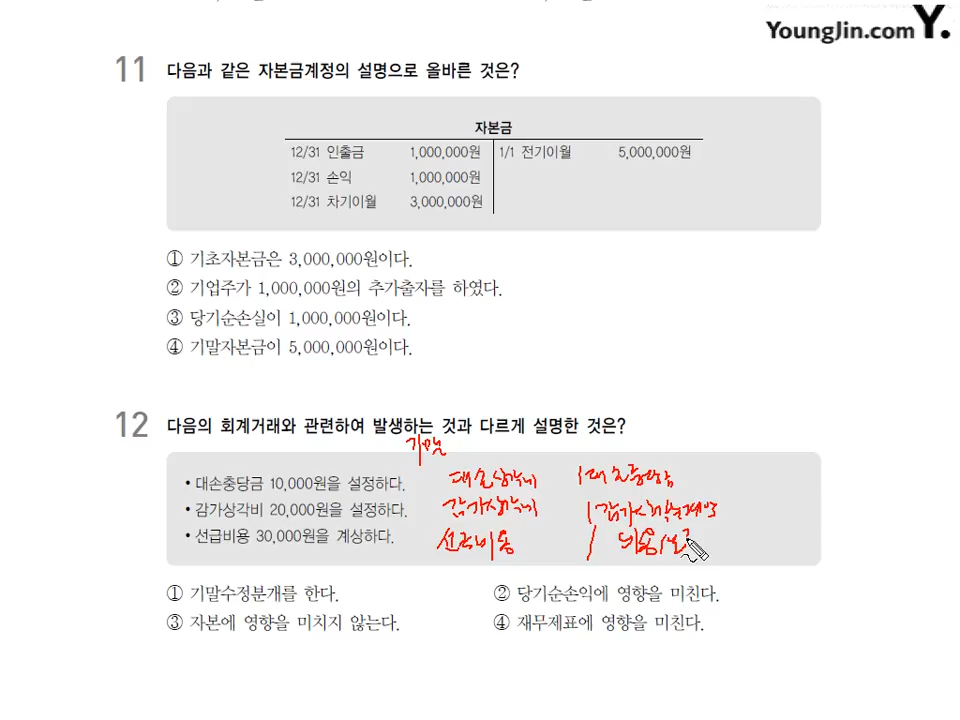 YoungJin.com Y.
11 다음과 같은 자본금계정의 설명으로 올바른 것은?
자본금
12/31 인출금 1,000,000원 1/1 전기이월 5,000,000원
12/31 손익 1,000,000원
12/31 차기이월 3,000,000원
① 기초자본금은 3,000,000원이다.
② 기업주가 1,000,000원의 추가출자를 하였다.
③ 당기순손실이 1,000,000원이다.
④ 기말자본금이 5,000,000원이다.
12 다음의 회계거래와 관련하여 발생하는 것과 다르게 설명한 것은?
기말
• 대손충당금 10,000원을 설정하다. 대손상각비 / 대손충당금
• 감가상각비 20,000원을 설정하다. 감가상각비 / 감가상각누계액
• 선급비용 30,000원을 계상하다. 선급비용 / 비용
① 기말수정분개를 한다. ② 당기순손익에 영향을 미친다.
③ 자본에 영향을 미치지 않는다. ④ 재무제표에 영향을 미친다.